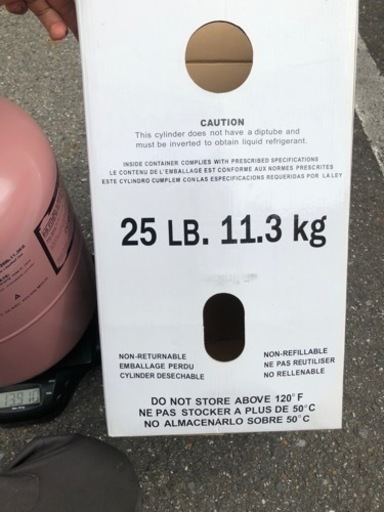 CAUTION
This cylinder does not have a diptube and
must be inverted to obtain liquid refrigerant.
INSIDE CONTAINER COMPLIES WITH PRESCRIBED SPECIFICATIONS
LE CONTENU DE L'EMBALLAGE EST CONFORME AUX NORMES PRESCRITES
ESTE CYLINDRO CUMPLEM CON LAS ESPECIFICACIONS REQUERIDAS POR LA LEY
25 LB. 11.3 kg
NON-RETURNABLE
EMBALLAGE PERDU
CYLINDER DESECHABLE
NON-REFILLABLE
NE PAS REUTILISER
NO RELLENABLE
DO NOT STORE ABOVE 120°F
NE PAS STOCKER A PLUS DE 50°C
NO ALMACENARLO SOBRE 50°C